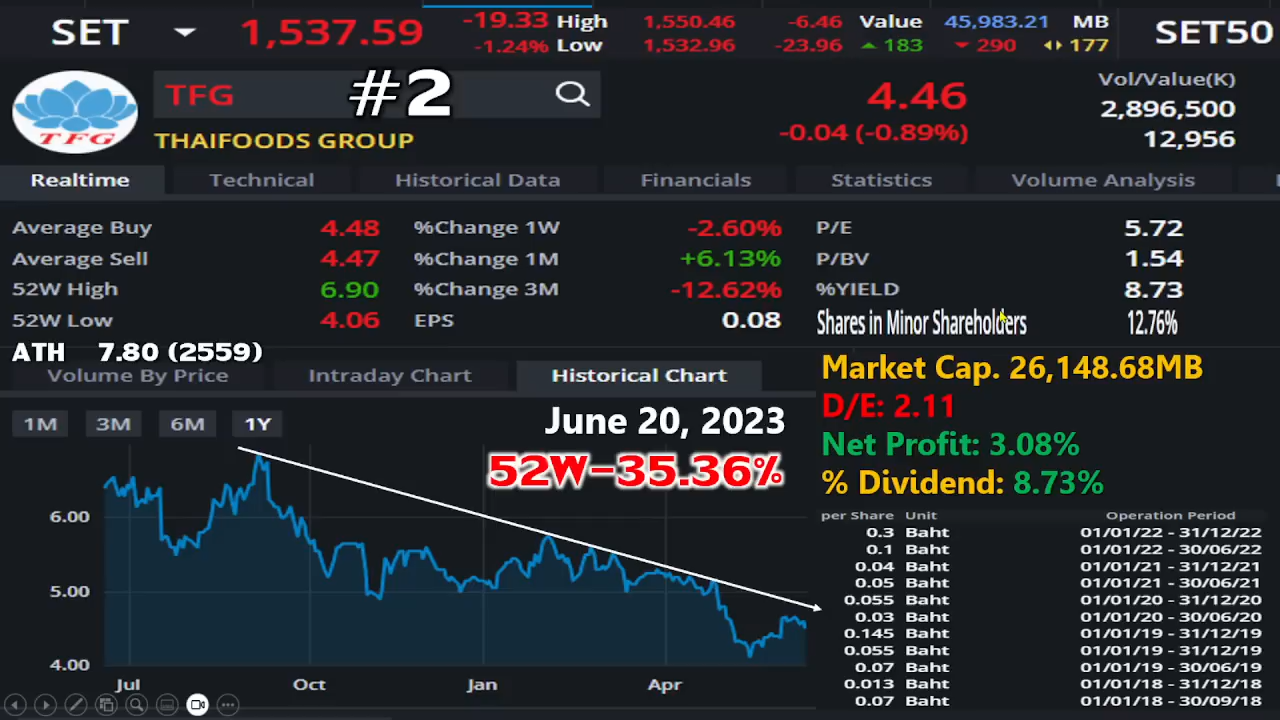 SET 1,537.59 -19.33 High 1,550.46 -6.46 Value 45,983.21 MB SET50
-1.24% Low 1,532.96 -23.96 183 290 177
TFG #2 4.46 Vol/Value(K)
2,896,500
TFG THAIFOODS GROUP -0.04 (-0.89%) 12,956
Realtime Technical Historical Data Financials Statistics Volume Analysis
Average Buy 4.48 %Change 1W -2.60% P/E 5.72
Average Sell 4.47 %Change 1M +6.13% P/BV 1.54
52W High 6.90 %Change 3M -12.62% %YIELD 8.73
52W Low 4.06 EPS 0.08 Shares in Minor Shareholders 12.76%
ATH 7.80 (2559)
Volume By Price Intraday Chart Historical Chart
Market Cap. 26,148.68MB
D/E: 2.11
Net Profit: 3.08%
% Dividend: 8.73%
1M 3M 6M 1Y June 20, 2023
52W-35.36%
6.00
5.00
4.00
Jul Oct Jan Apr
per Share Unit Operation Period
0.3 Baht 01/01/22 - 31/12/22
0.1 Baht 01/01/22 - 30/06/22
0.04 Baht 01/01/21 - 31/12/21
0.05 Baht 01/01/21 - 30/06/21
0.055 Baht 01/01/20 - 31/12/20
0.03 Baht 01/01/20 - 30/06/20
0.145 Baht 01/01/19 - 31/12/19
0.055 Baht 01/01/19 - 31/12/19
0.07 Baht 01/01/19 - 30/06/19
0.013 Baht 01/01/18 - 31/12/18
0.07 Baht 01/01/18 - 30/09/18